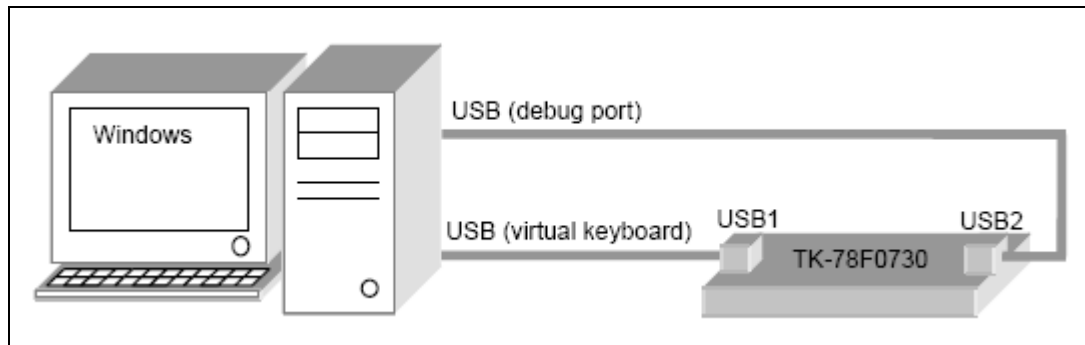 Windows
USB (debug port)
USB (virtual keyboard)
USB1
USB2
TK-78F0730